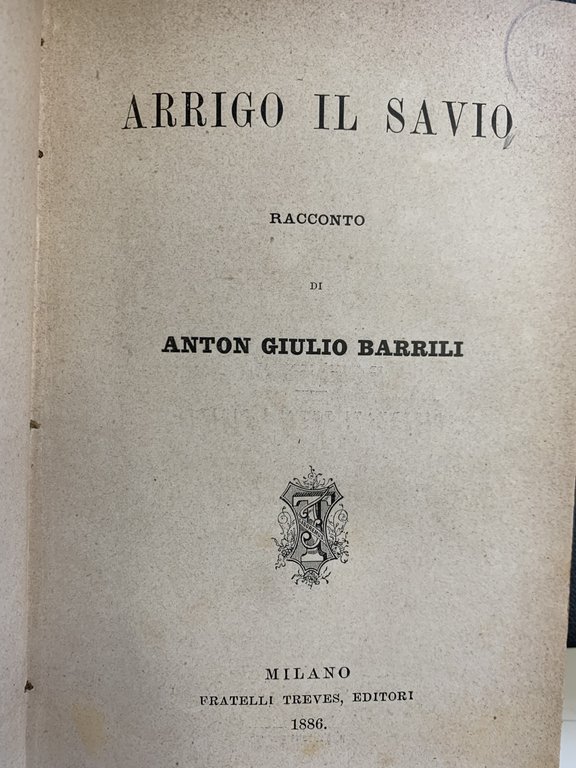 ARRIGO IL SAVIO
RACCONTO
DI
ANTON GIULIO BARRILI
MILANO
FRATELLI TREVES, EDITORI
1886.